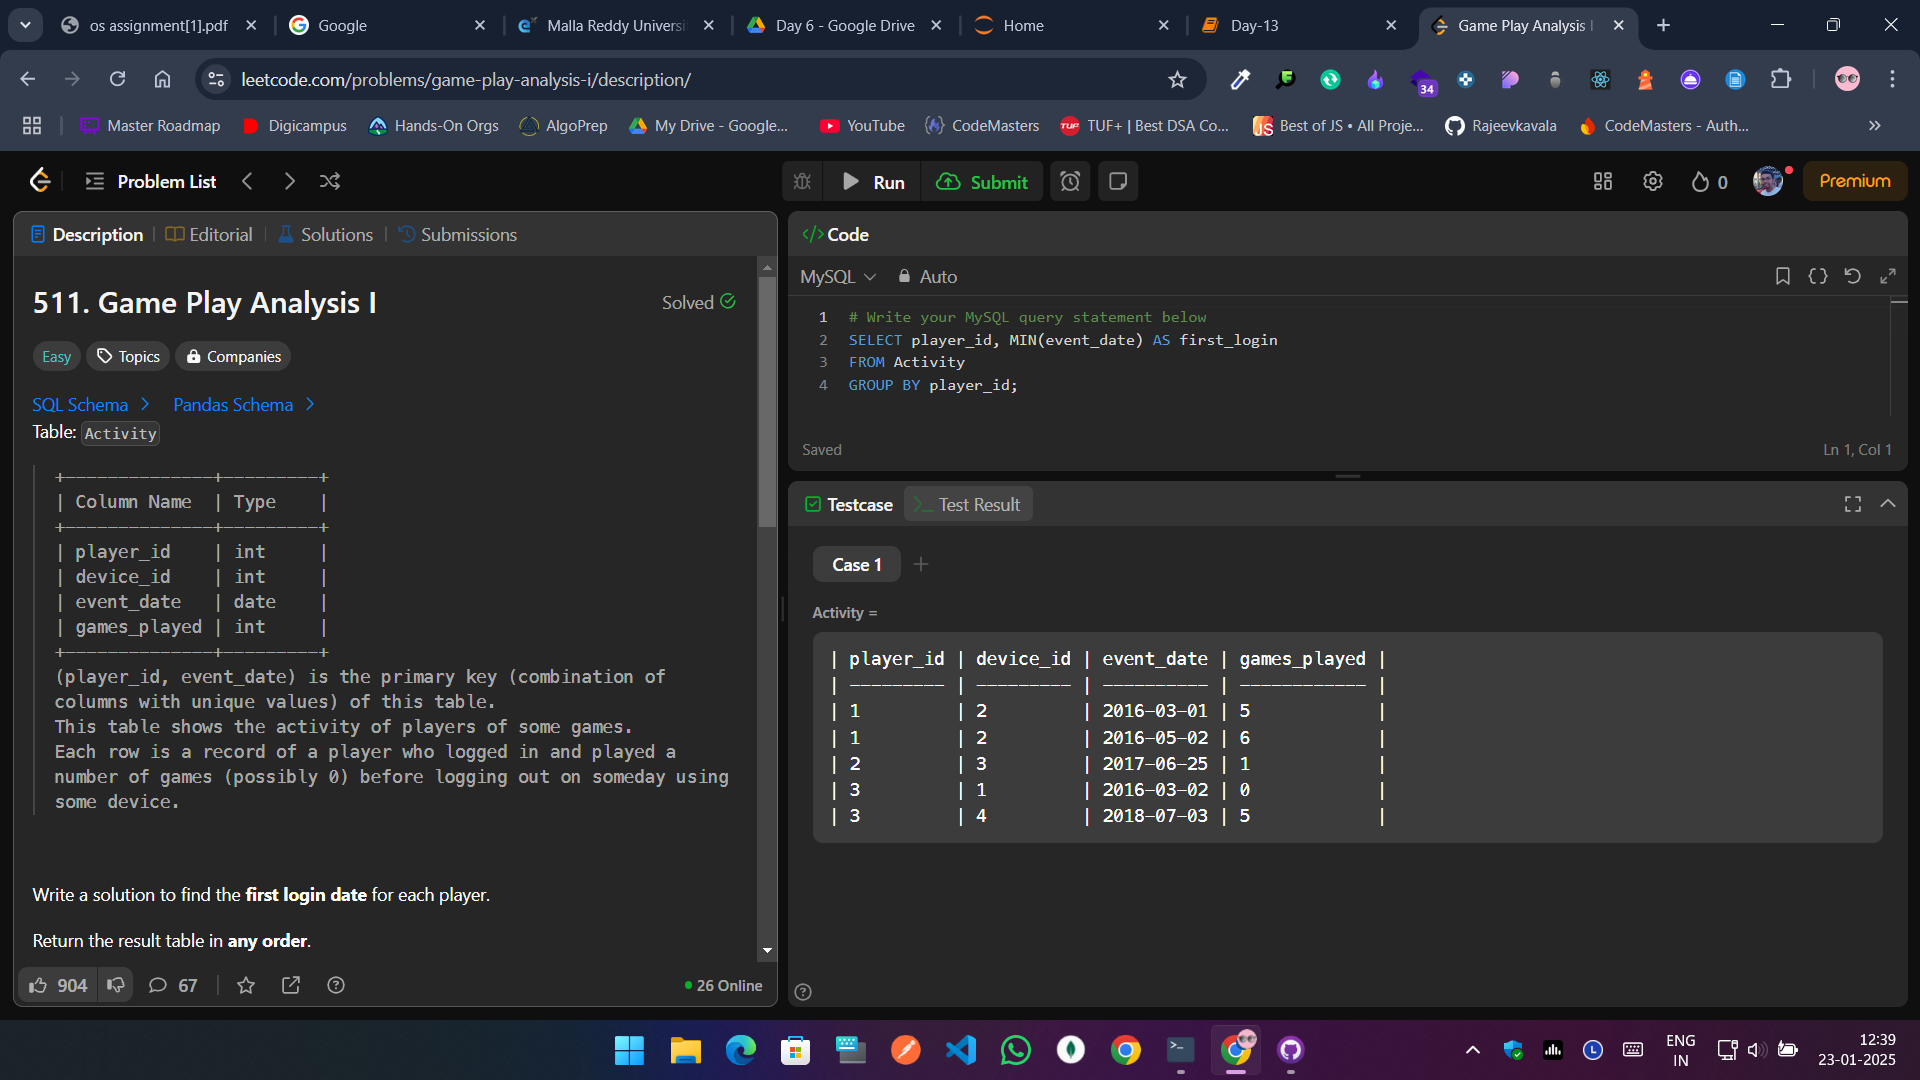 os assignment[1].pdf
Google
Malla Reddy Universi
Day 6 - Google Drive
Home
Day-13
Game Play Analysis I
leetcode.com/problems/game-play-analysis-i/description/
34
Master Roadmap
Digicampus
Hands-On Orgs
AlgoPrep
My Drive - Google...
YouTube
CodeMasters
TUF+ | Best DSA Co...
Best of JS • All Proje...
Rajeevkavala
CodeMasters - Auth...
Problem List
Run
Submit
0
Premium
Description
Editorial
Solutions
Submissions
511. Game Play Analysis I
Solved
Easy
Topics
Companies
SQL Schema
Pandas Schema
Table: Activity
+--------------+---------+
| Column Name  | Type    |
+--------------+---------+
| player_id    | int     |
| device_id    | int     |
| event_date   | date    |
| games_played | int     |
+--------------+---------+
(player_id, event_date) is the primary key (combination of
columns with unique values) of this table.
This table shows the activity of players of some games.
Each row is a record of a player who logged in and played a
number of games (possibly 0) before logging out on someday using
some device.
Write a solution to find the first login date for each player.
Return the result table in any order.
904
67
26 Online
</> Code
MySQL
Auto
1 # Write your MySQL query statement below
2 SELECT player_id, MIN(event_date) AS first_login
3 FROM Activity
4 GROUP BY player_id;
Saved
Ln 1, Col 1
Testcase
>_ Test Result
Case 1
Activity =
| player_id | device_id | event_date | games_played |
| --------- | --------- | ---------- | ------------ |
| 1         | 2         | 2016-03-01 | 5            |
| 1         | 2         | 2016-05-02 | 6            |
| 2         | 3         | 2017-06-25 | 1            |
| 3         | 1         | 2016-03-02 | 0            |
| 3         | 4         | 2018-07-03 | 5            |
ENG
IN
12:39
23-01-2025